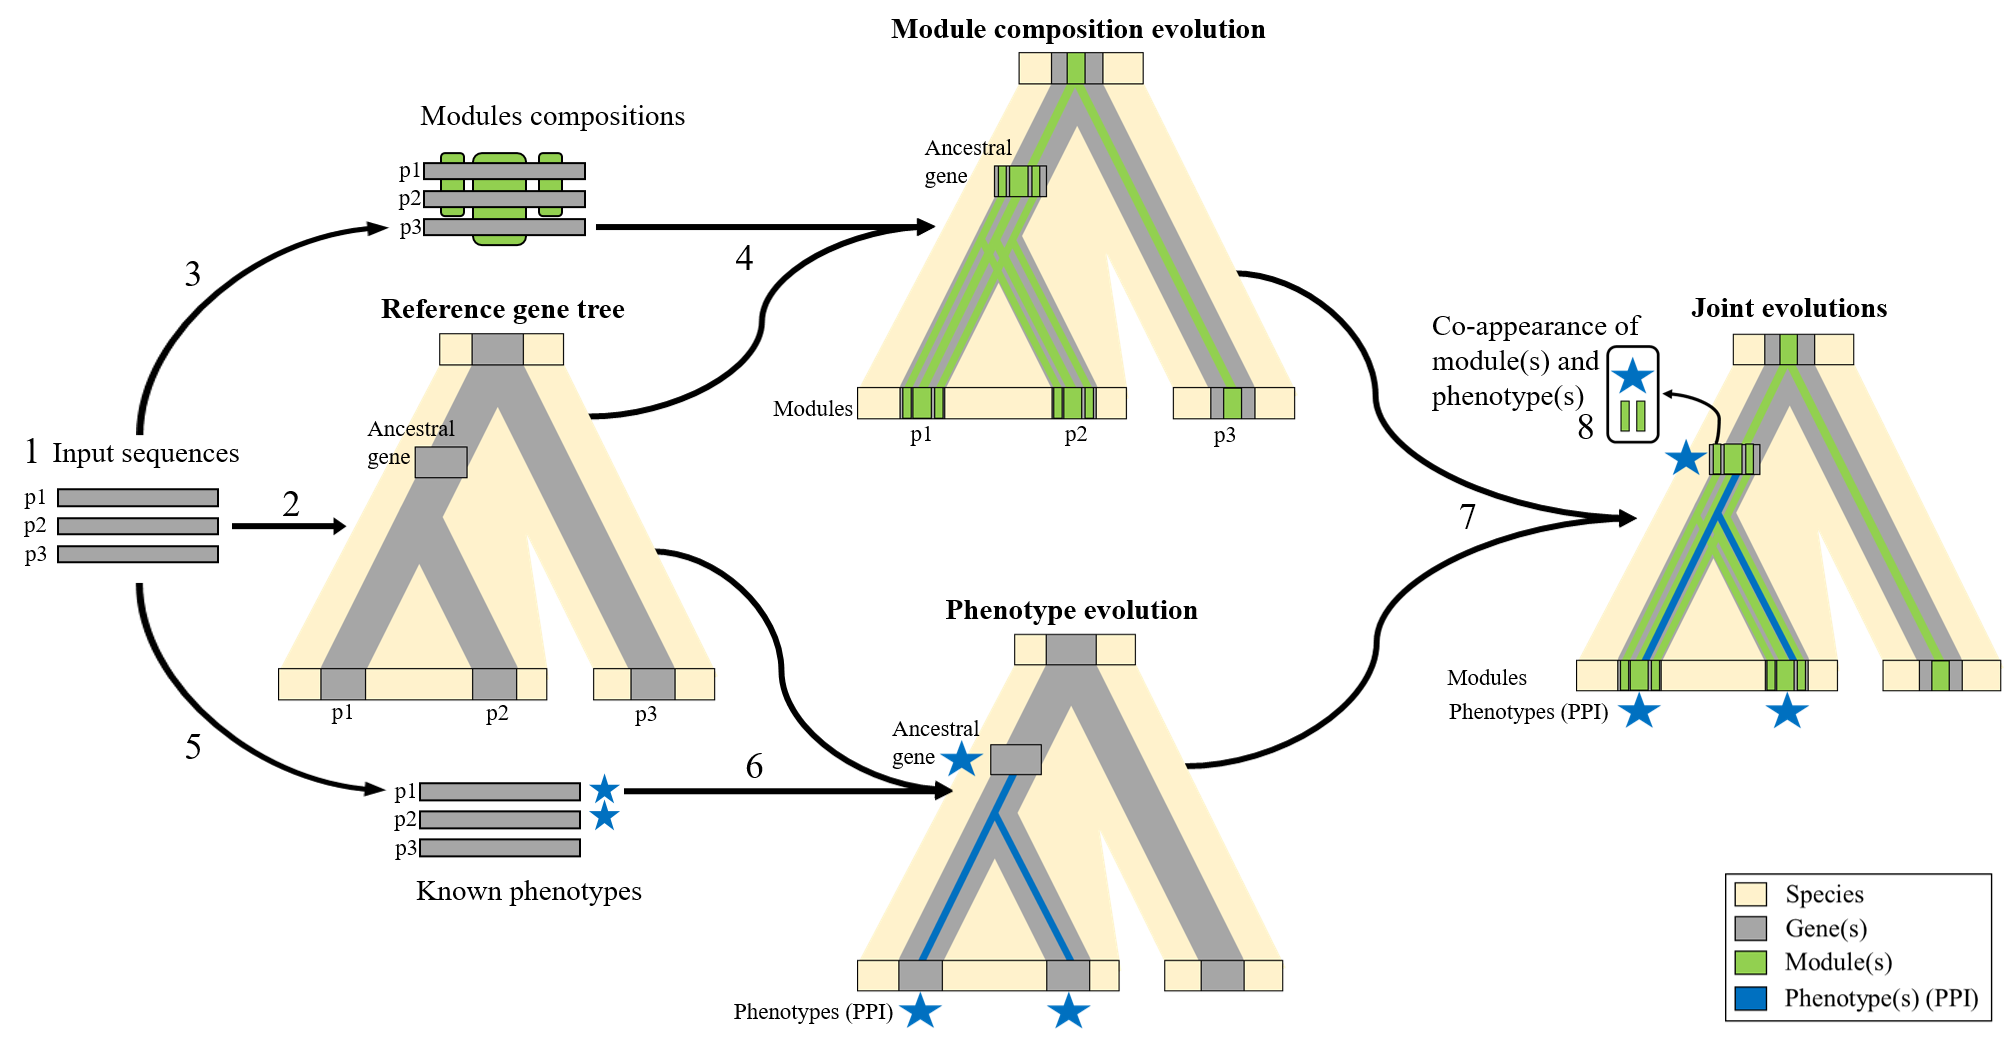 Module composition evolution
Modules compositions
p1
p2
p3
3
4
Ancestral
gene
Modules
p1
p2
p3
Reference gene tree
Ancestral
gene
p1
p2
p3
1 Input sequences
p1
p2
p3
2
5
p1
p2
p3
Known phenotypes
6
Phenotype evolution
Ancestral
gene
Phenotypes (PPI)
7
Joint evolutions
Co-appearance of
module(s) and
phenotype(s)
8
Modules
Phenotypes (PPI)
Species
Gene(s)
Module(s)
Phenotype(s) (PPI)